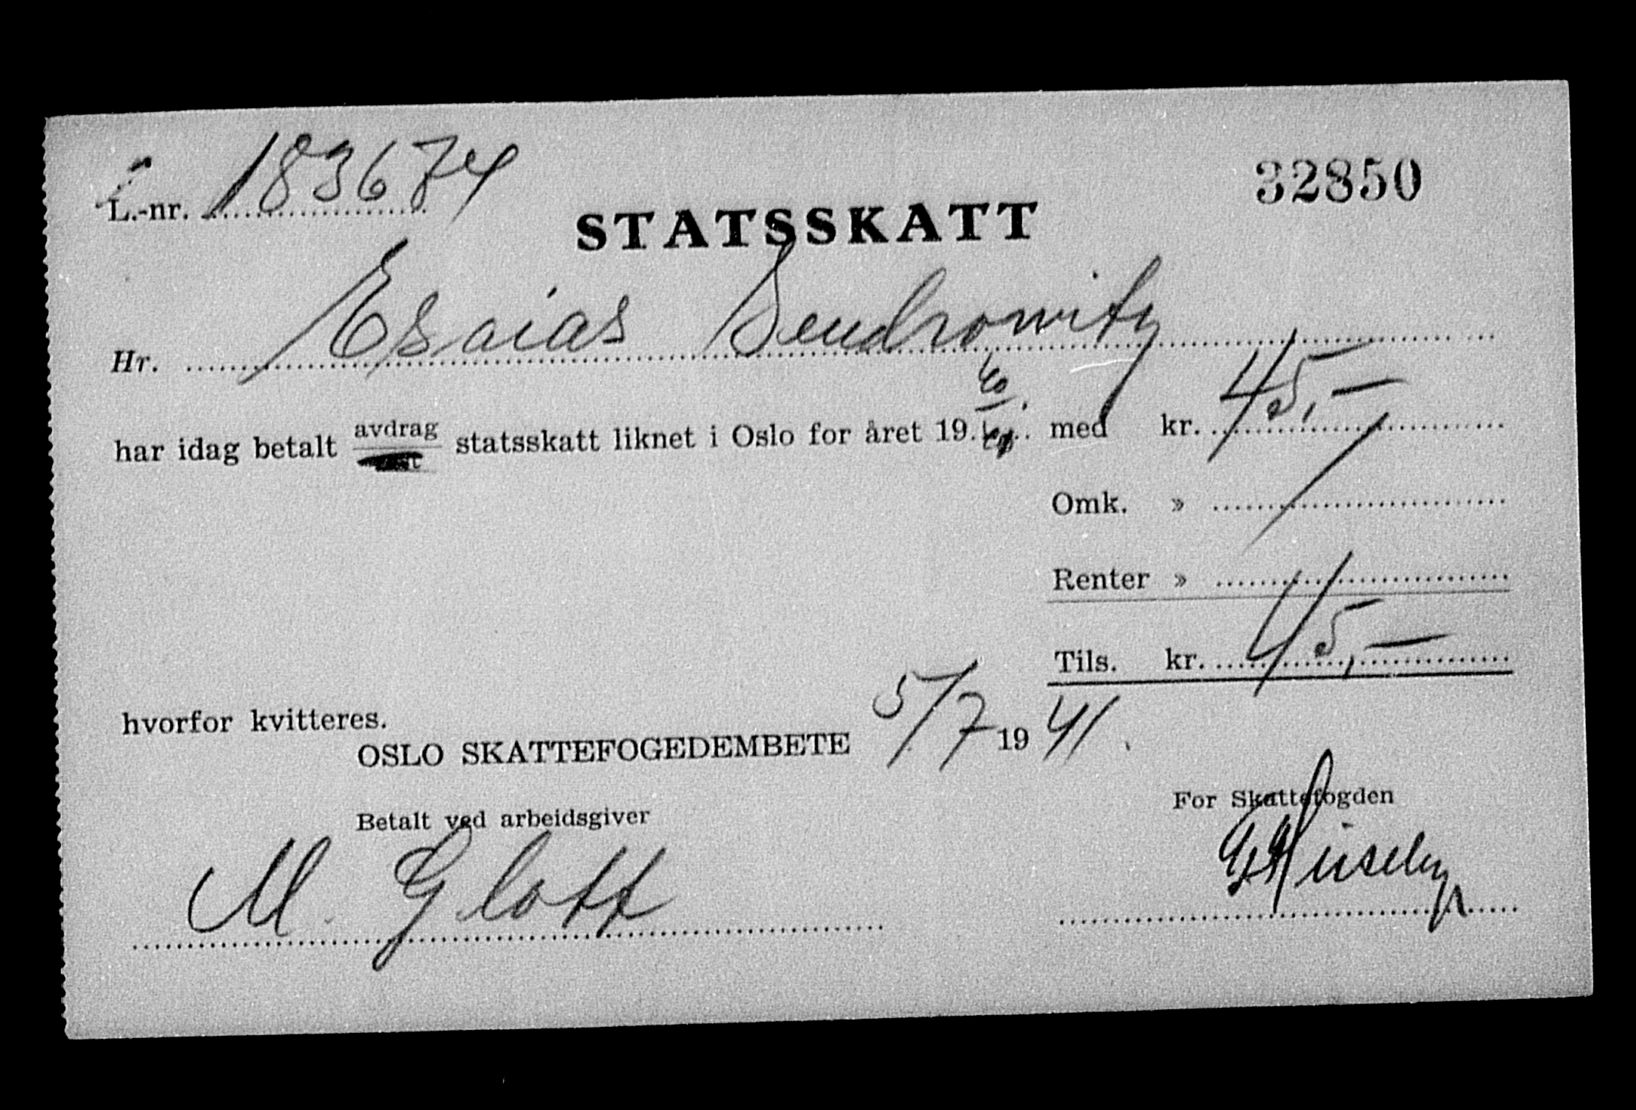 L.-nr. 183674
32850
STATSSKATT
Hr. Esaias Sendrowitz
har idag betalt avdrag statsskatt liknet i Oslo for året 19 40/41 med kr. 45,—
Omk. »
Renter »
Tils. kr. 45,—
hvorfor kvitteres.
OSLO SKATTEFOGEDEMBETE 5/7 1941.
Betalt ved arbeidsgiver
For Skattefogden
M. Glott
G Huseby